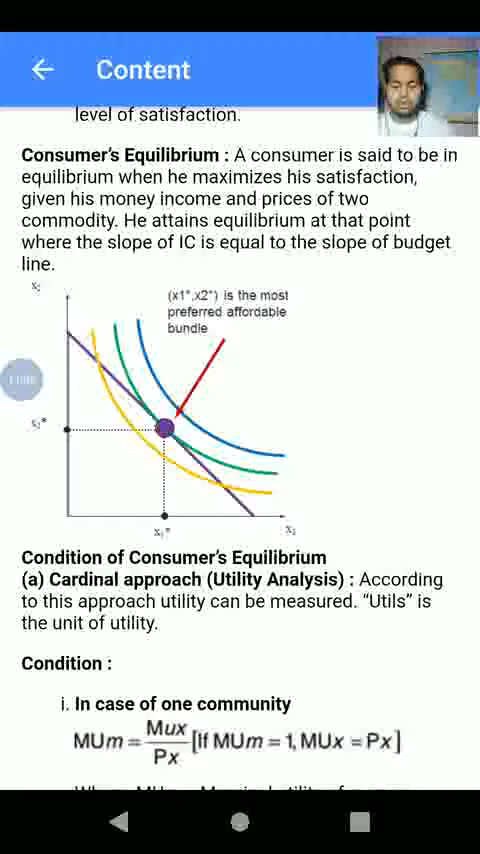 Content
level of satisfaction.
Consumer's Equilibrium : A consumer is said to be in
equilibrium when he maximizes his satisfaction,
given his money income and prices of two
commodity. He attains equilibrium at that point
where the slope of IC is equal to the slope of budget
line.
(x1*,x2*) is the most
preferred affordable
bundle
x₂*
x₁*
Condition of Consumer's Equilibrium
(a) Cardinal approach (Utility Analysis) : According
to this approach utility can be measured. “Utils” is
the unit of utility.
Condition :
i. In case of one community
MUm = Mux/Px [If MUm = 1, MUx = Px]